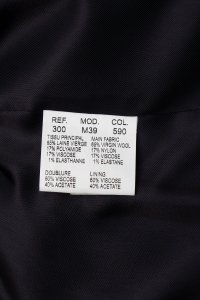 REF. MOD. COL.
300 M39 590
TISSU PRINCIPAL MAIN FABRIC
65% LAINE VIERGE 65% VIRGIN WOOL
17% POLYAMIDE 17% NYLON
17% VISCOSE 17% VISCOSE
1% ELASTHANNE 1% ELASTANE
DOUBLURE LINING
60% VISCOSE 60% VISCOSE
40% ACETATE 40% ACETATE